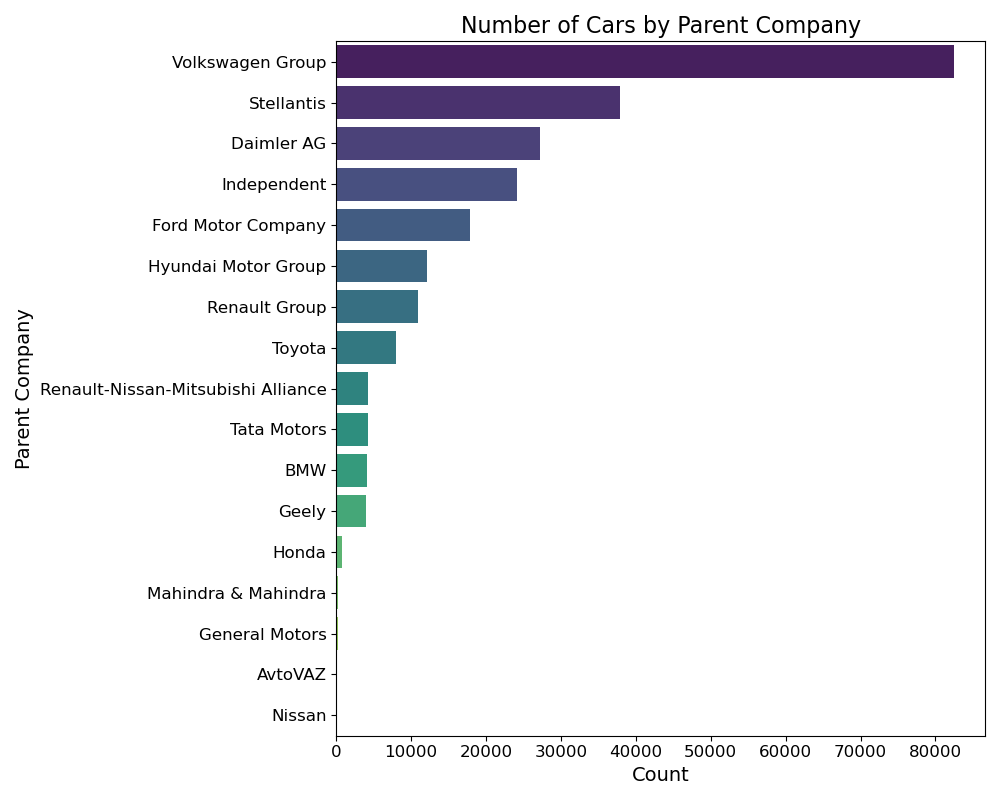 Number of Cars by Parent Company
Parent Company
Volkswagen Group
Stellantis
Daimler AG
Independent
Ford Motor Company
Hyundai Motor Group
Renault Group
Toyota
Renault-Nissan-Mitsubishi Alliance
Tata Motors
BMW
Geely
Honda
Mahindra & Mahindra
General Motors
AvtoVAZ
Nissan
0 10000 20000 30000 40000 50000 60000 70000 80000
Count